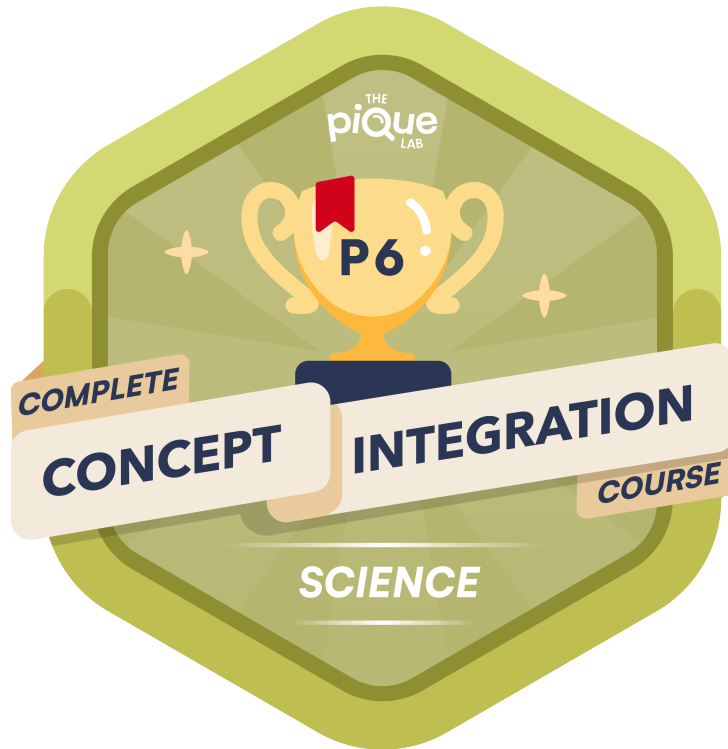 THE
piQue
LAB
P6
COMPLETE
CONCEPT INTEGRATION
COURSE
SCIENCE